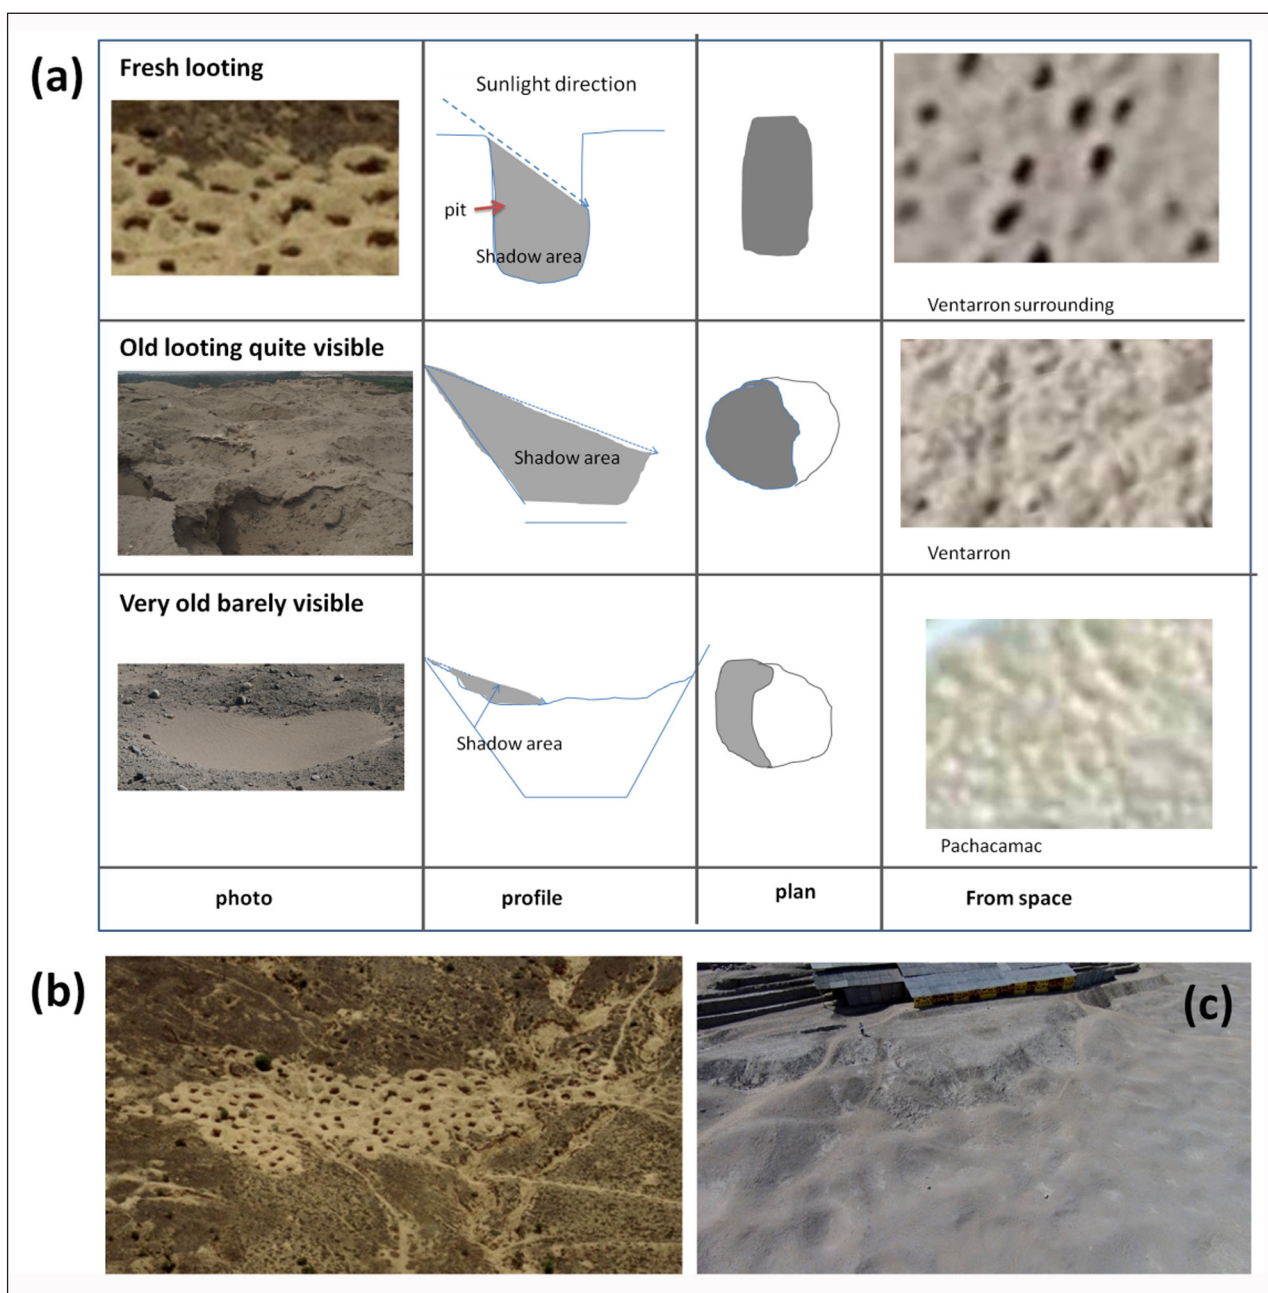 (a)
Fresh looting
Sunlight direction
pit
Shadow area
Ventarron surrounding
Old looting quite visible
Shadow area
Ventarron
Very old barely visible
Shadow area
Pachacamac
photo
profile
plan
From space
(b)
(c)